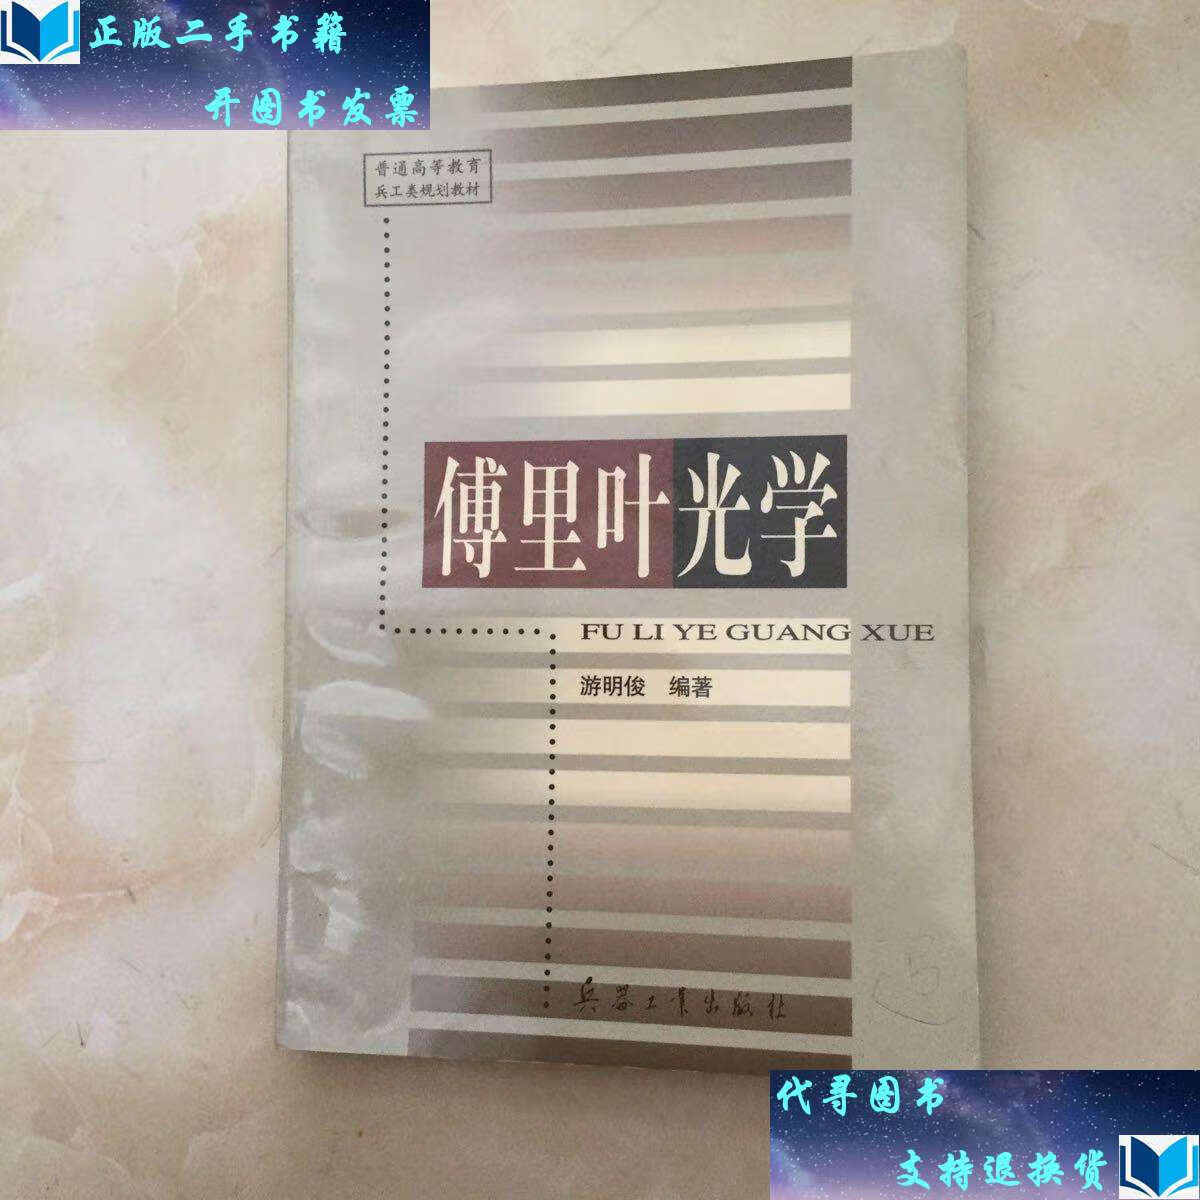 正版二手书籍
开图书发票
普通高等教育
兵工类规划教材
傅里叶光学
FU LI YE GUANG XUE
游明俊 编著
兵器工业出版社
代寻图书
支持退换货